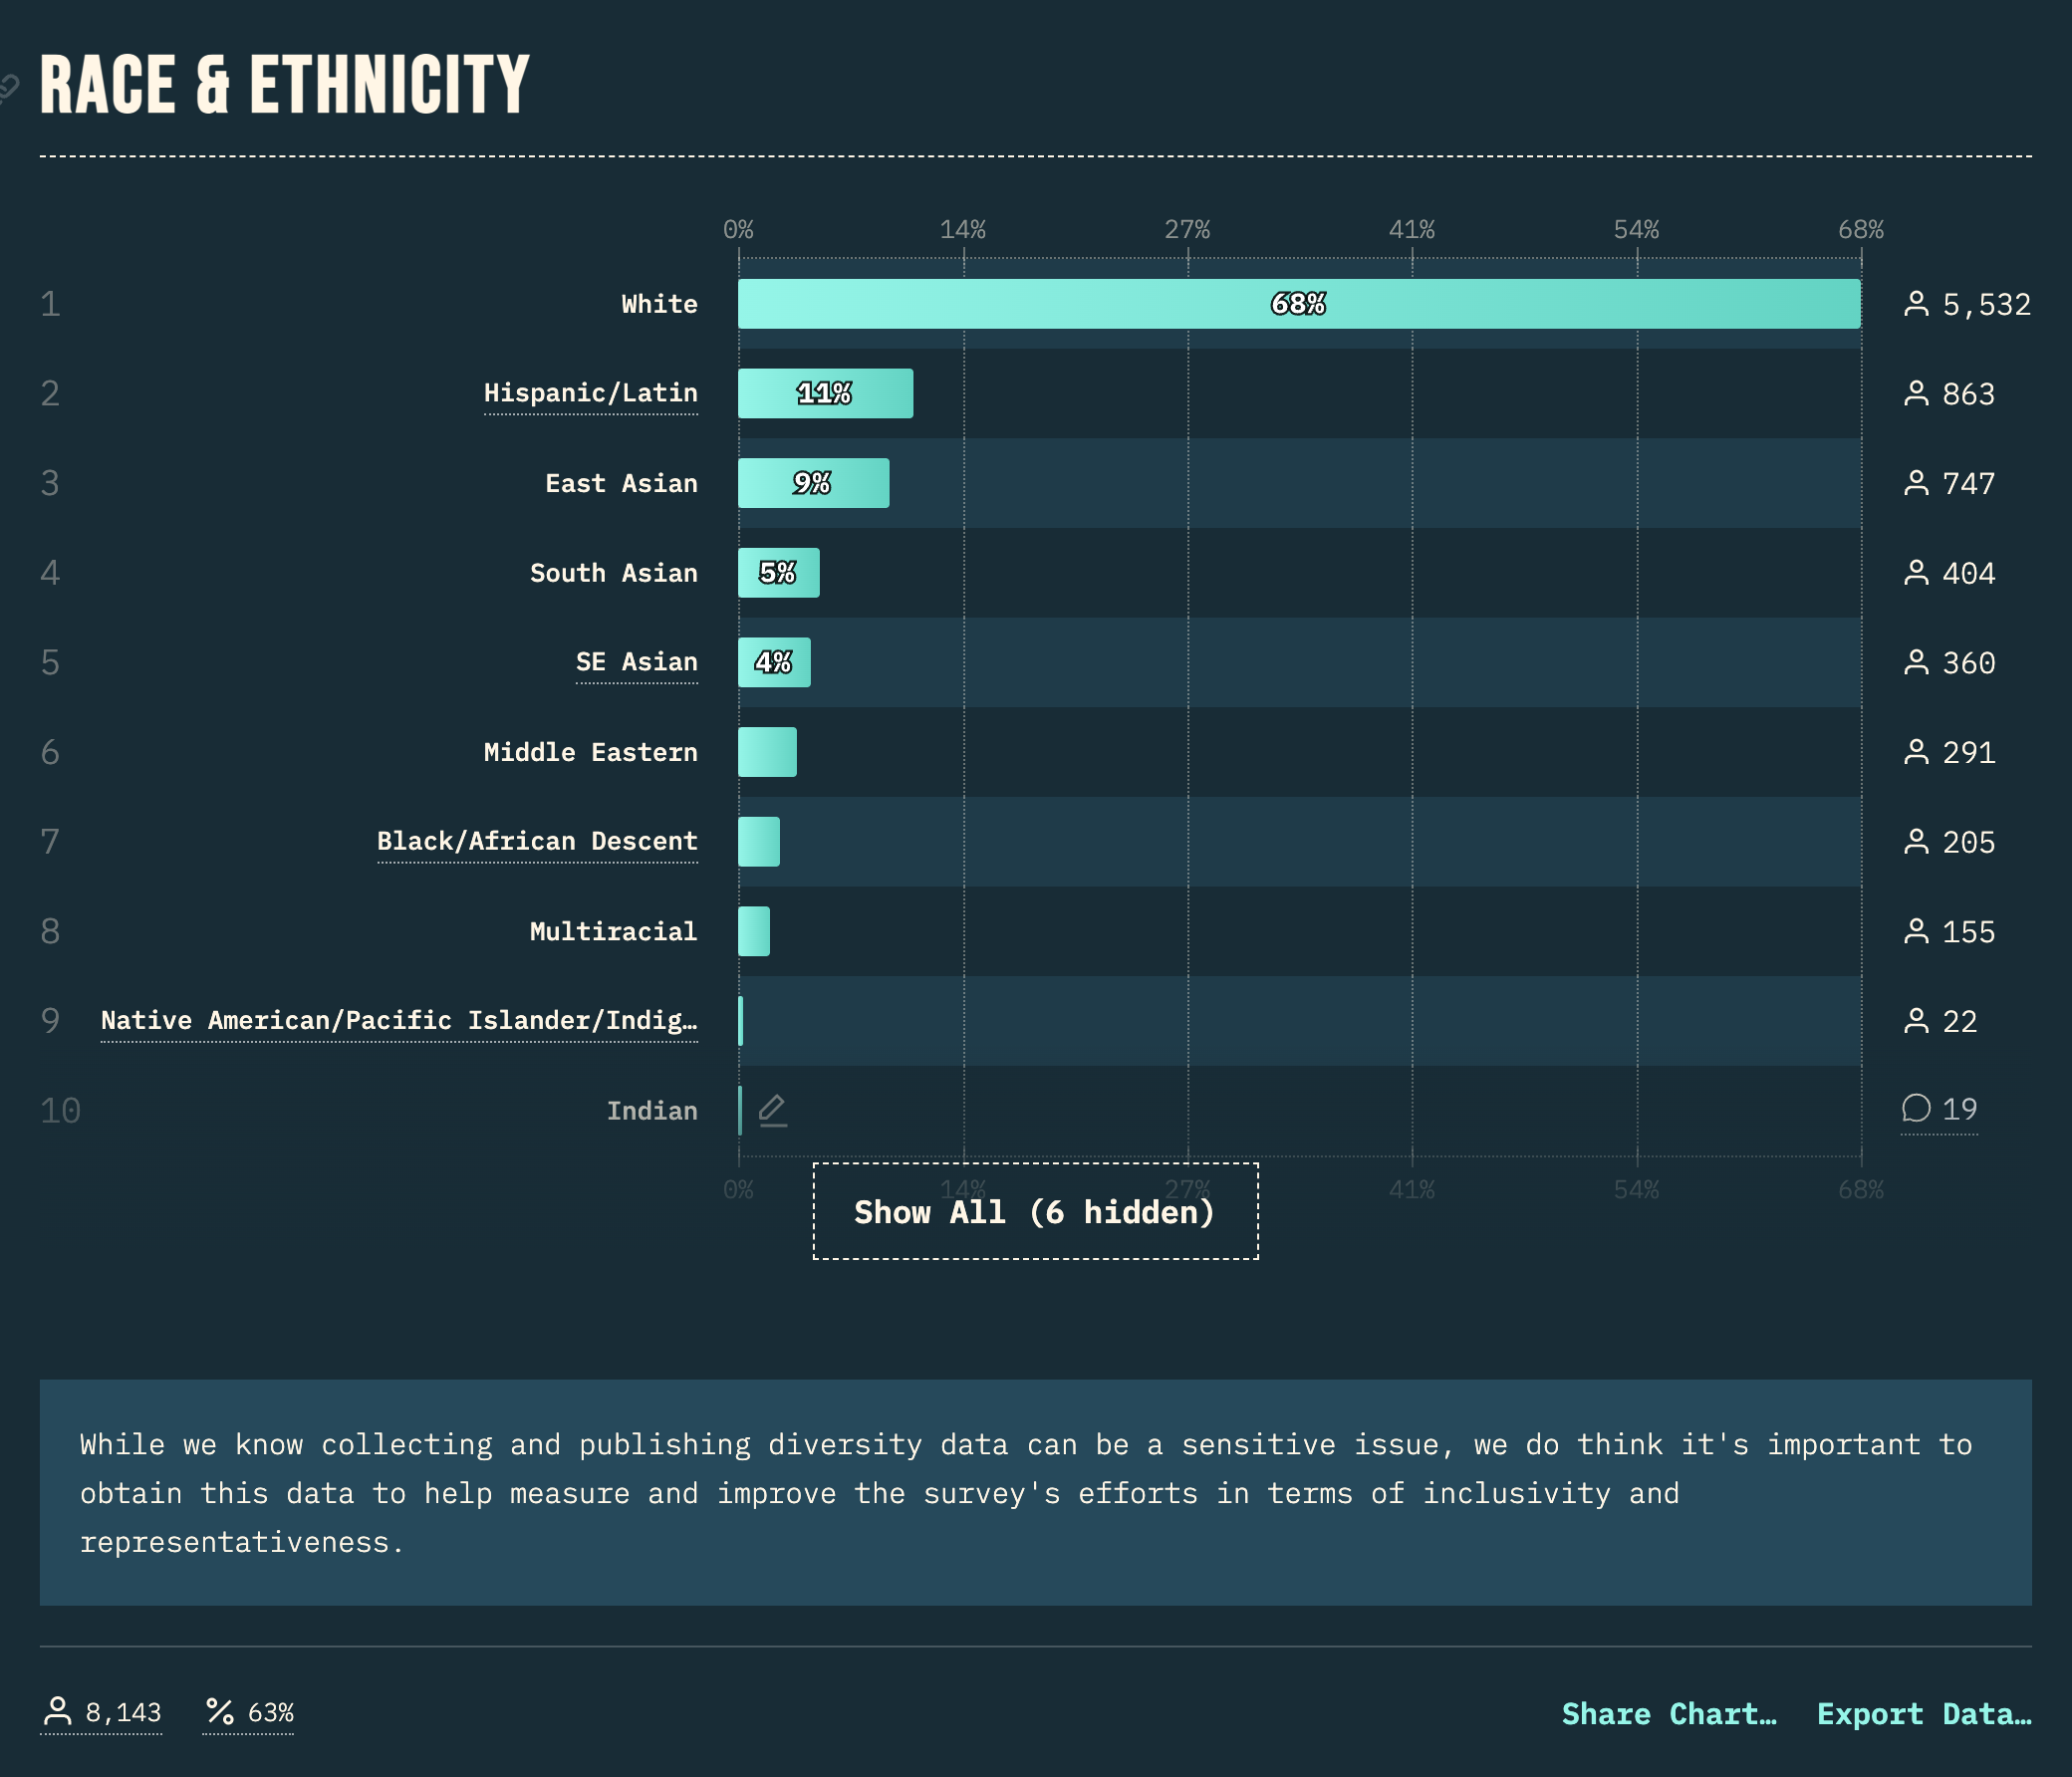 RACE & ETHNICITY
0% 14% 27% 41% 54% 68%
1 White 68% 5,532
2 Hispanic/Latin 11% 863
3 East Asian 9% 747
4 South Asian 5% 404
5 SE Asian 4% 360
6 Middle Eastern 291
7 Black/African Descent 205
8 Multiracial 155
9 Native American/Pacific Islander/Indig… 22
10 Indian 19
0% 14% 27% 41% 54% 68%
Show All (6 hidden)
While we know collecting and publishing diversity data can be a sensitive issue, we do think it's important to
obtain this data to help measure and improve the survey's efforts in terms of inclusivity and
representativeness.
8,143 % 63% Share Chart… Export Data…